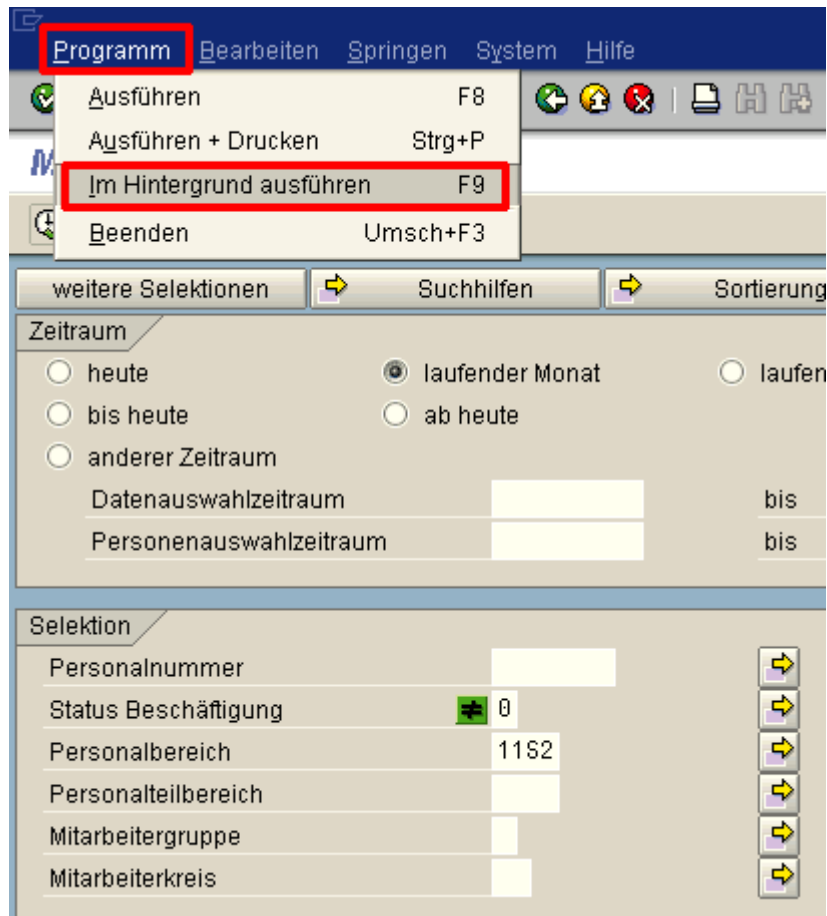 Programm Bearbeiten Springen System Hilfe
Ausführen F8
Ausführen + Drucken Strg+P
Im Hintergrund ausführen F9
Beenden Umsch+F3
weitere Selektionen Suchhilfen Sortierung
Zeitraum
heute laufender Monat laufen
bis heute ab heute
anderer Zeitraum
Datenauswahlzeitraum bis
Personenauswahlzeitraum bis
Selektion
Personalnummer
Status Beschäftigung ≠ 0
Personalbereich 11S2
Personalteilbereich
Mitarbeitergruppe
Mitarbeiterkreis